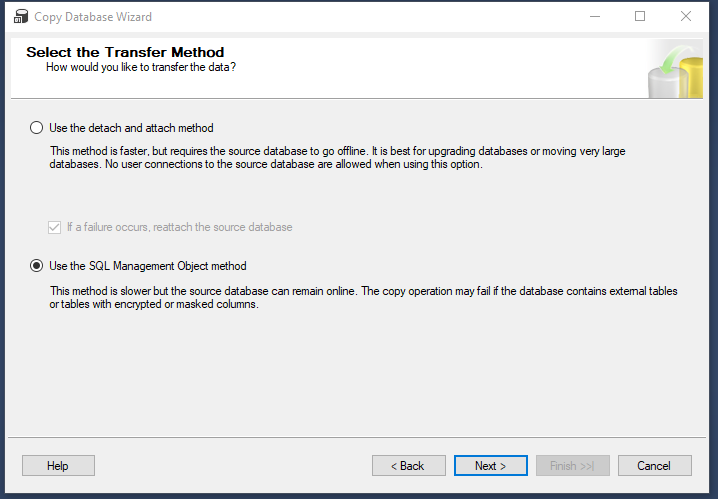 Copy Database Wizard
Select the Transfer Method
How would you like to transfer the data?
Use the detach and attach method
This method is faster, but requires the source database to go offline. It is best for upgrading databases or moving very large
databases. No user connections to the source database are allowed when using this option.
If a failure occurs, reattach the source database
Use the SQL Management Object method
This method is slower but the source database can remain online. The copy operation may fail if the database contains external tables
or tables with encrypted or masked columns.
Help
< Back
Next >
Finish >>|
Cancel